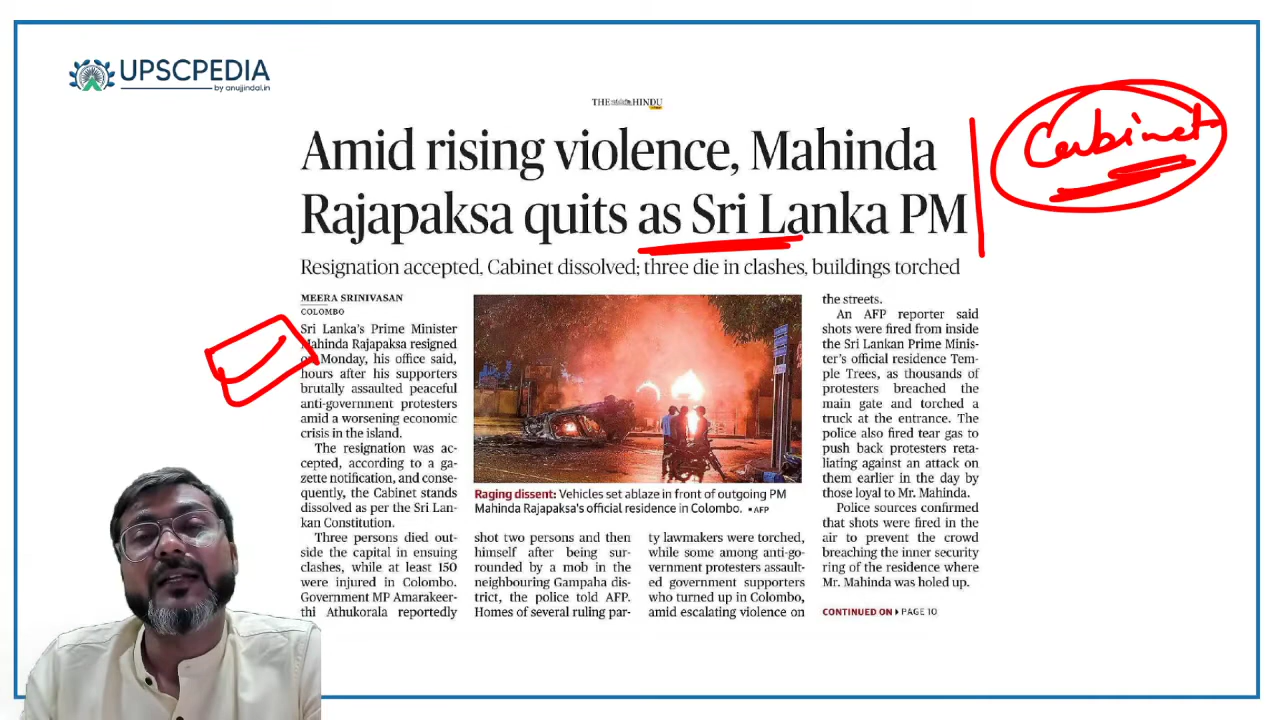 UPSCPEDIA
by anujjindal.in
THE HINDU
Amid rising violence, Mahinda
Rajapaksa quits as Sri Lanka PM
Cabinet
Resignation accepted, Cabinet dissolved; three die in clashes, buildings torched
MEERA SRINIVASAN
COLOMBO
Sri Lanka's Prime Minister
Mahinda Rajapaksa resigned
on Monday, his office said,
hours after his supporters
brutally assaulted peaceful
anti-government protesters
amid a worsening economic
crisis in the island.
The resignation was ac-
cepted, according to a ga-
zette notification, and conse-
quently, the Cabinet stands
dissolved as per the Sri Lan-
kan Constitution.
Three persons died out-
side the capital in ensuing
clashes, while at least 150
were injured in Colombo.
Government MP Amarakeer-
thi Athukorala reportedly
Raging dissent: Vehicles set ablaze in front of outgoing PM
Mahinda Rajapaksa's official residence in Colombo. • AFP
shot two persons and then
himself after being sur-
rounded by a mob in the
neighbouring Gampaha dis-
trict, the police told AFP.
Homes of several ruling par-
ty lawmakers were torched,
while some among anti-go-
vernment protesters assault-
ed government supporters
who turned up in Colombo,
amid escalating violence on
the streets.
An AFP reporter said
shots were fired from inside
the Sri Lankan Prime Minis-
ter's official residence Tem-
ple Trees, as thousands of
protesters breached the
main gate and torched a
truck at the entrance. The
police also fired tear gas to
push back protesters reta-
liating against an attack on
them earlier in the day by
those loyal to Mr. Mahinda.
Police sources confirmed
that shots were fired in the
air to prevent the crowd
breaching the inner security
ring of the residence where
Mr. Mahinda was holed up.
CONTINUED ON ▸ PAGE 10